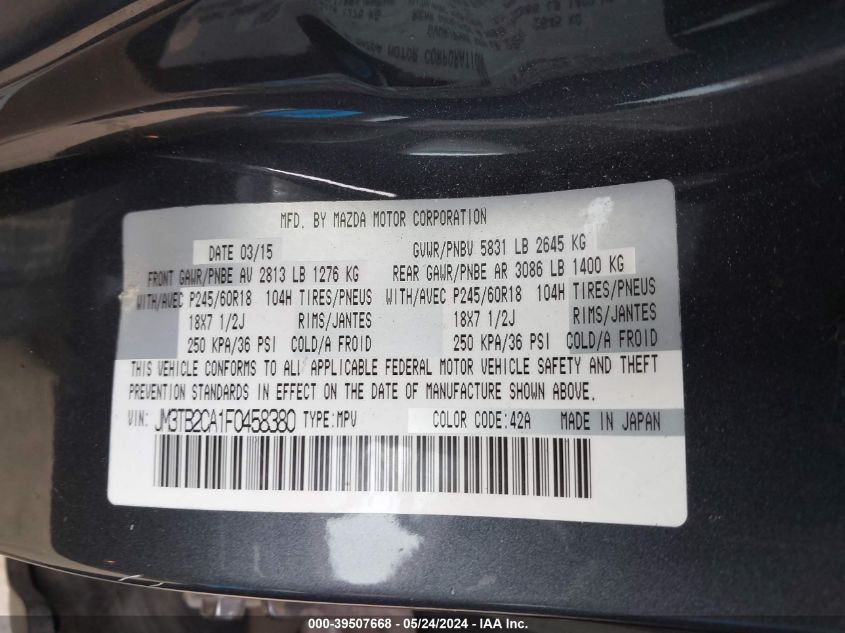 MFD. BY MAZDA MOTOR CORPORATION
DATE 03/15 GVWR/PNBV 5831 LB 2645 KG
FRONT GAWR/PNBE AV 2813 LB 1276 KG REAR GAWR/PNBE AR 3086 LB 1400 KG
WITH/AVEC P245/60R18 104H TIRES/PNEUS WITH/AVEC P245/60R18 104H TIRES/PNEUS
18X7 1/2J RIMS/JANTES 18X7 1/2J RIMS/JANTES
250 KPA/36 PSI COLD/A FROID 250 KPA/36 PSI COLD/A FROID
THIS VEHICLE CONFORMS TO ALL APPLICABLE FEDERAL MOTOR VEHICLE SAFETY AND THEFT
PREVENTION STANDARDS IN EFFECT ON THE DATE OF MANUFACTURE SHOWN ABOVE.
VIN: JM3TB2CA1F0458380 TYPE:MPV COLOR CODE:42A MADE IN JAPAN
000-39507668 - 05/24/2024 - IAA Inc.